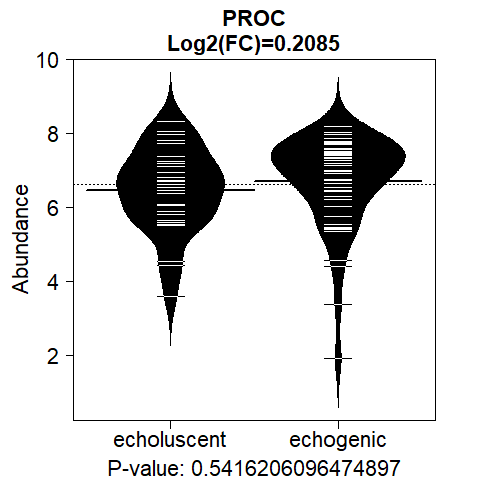 PROC
Log2(FC)=0.2085
Abundance
10
8
6
4
2
echoluscent echogenic
P-value: 0.5416206096474897